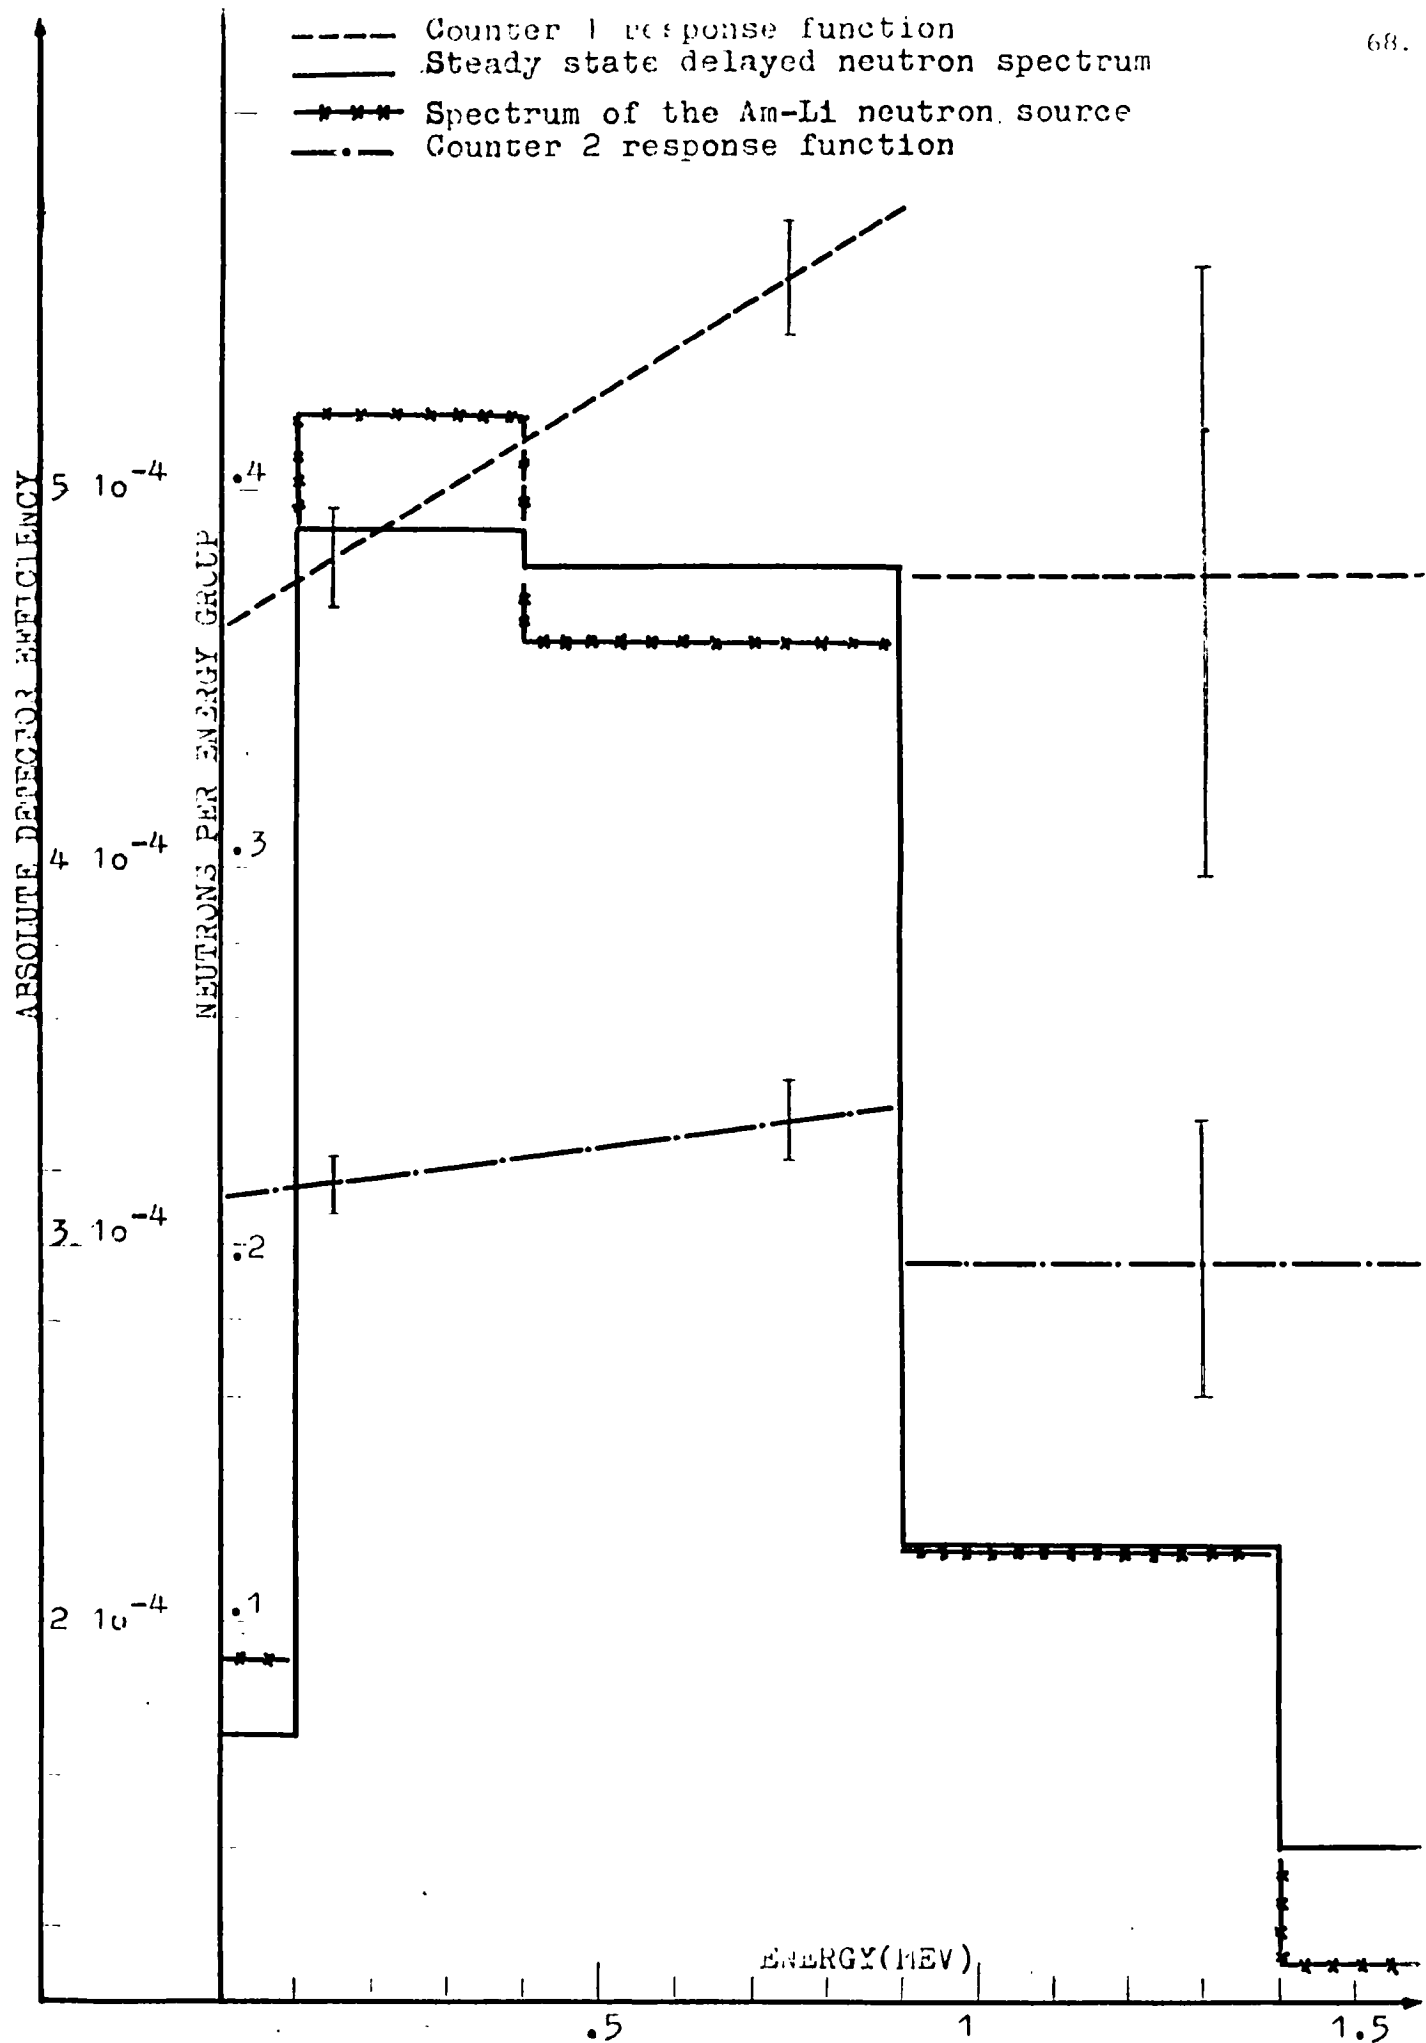 68.
Counter 1 response function
Steady state delayed neutron spectrum
Spectrum of the Am-Li neutron source
Counter 2 response function
ABSOLUTE DETECTOR EFFICIENCY
NEUTRONS PER ENERGY GROUP
5 10-4
.4
4 10-4
.3
3 10-4
.2
2 10-4
.1
ENERGY(MEV)
.5
1
1.5